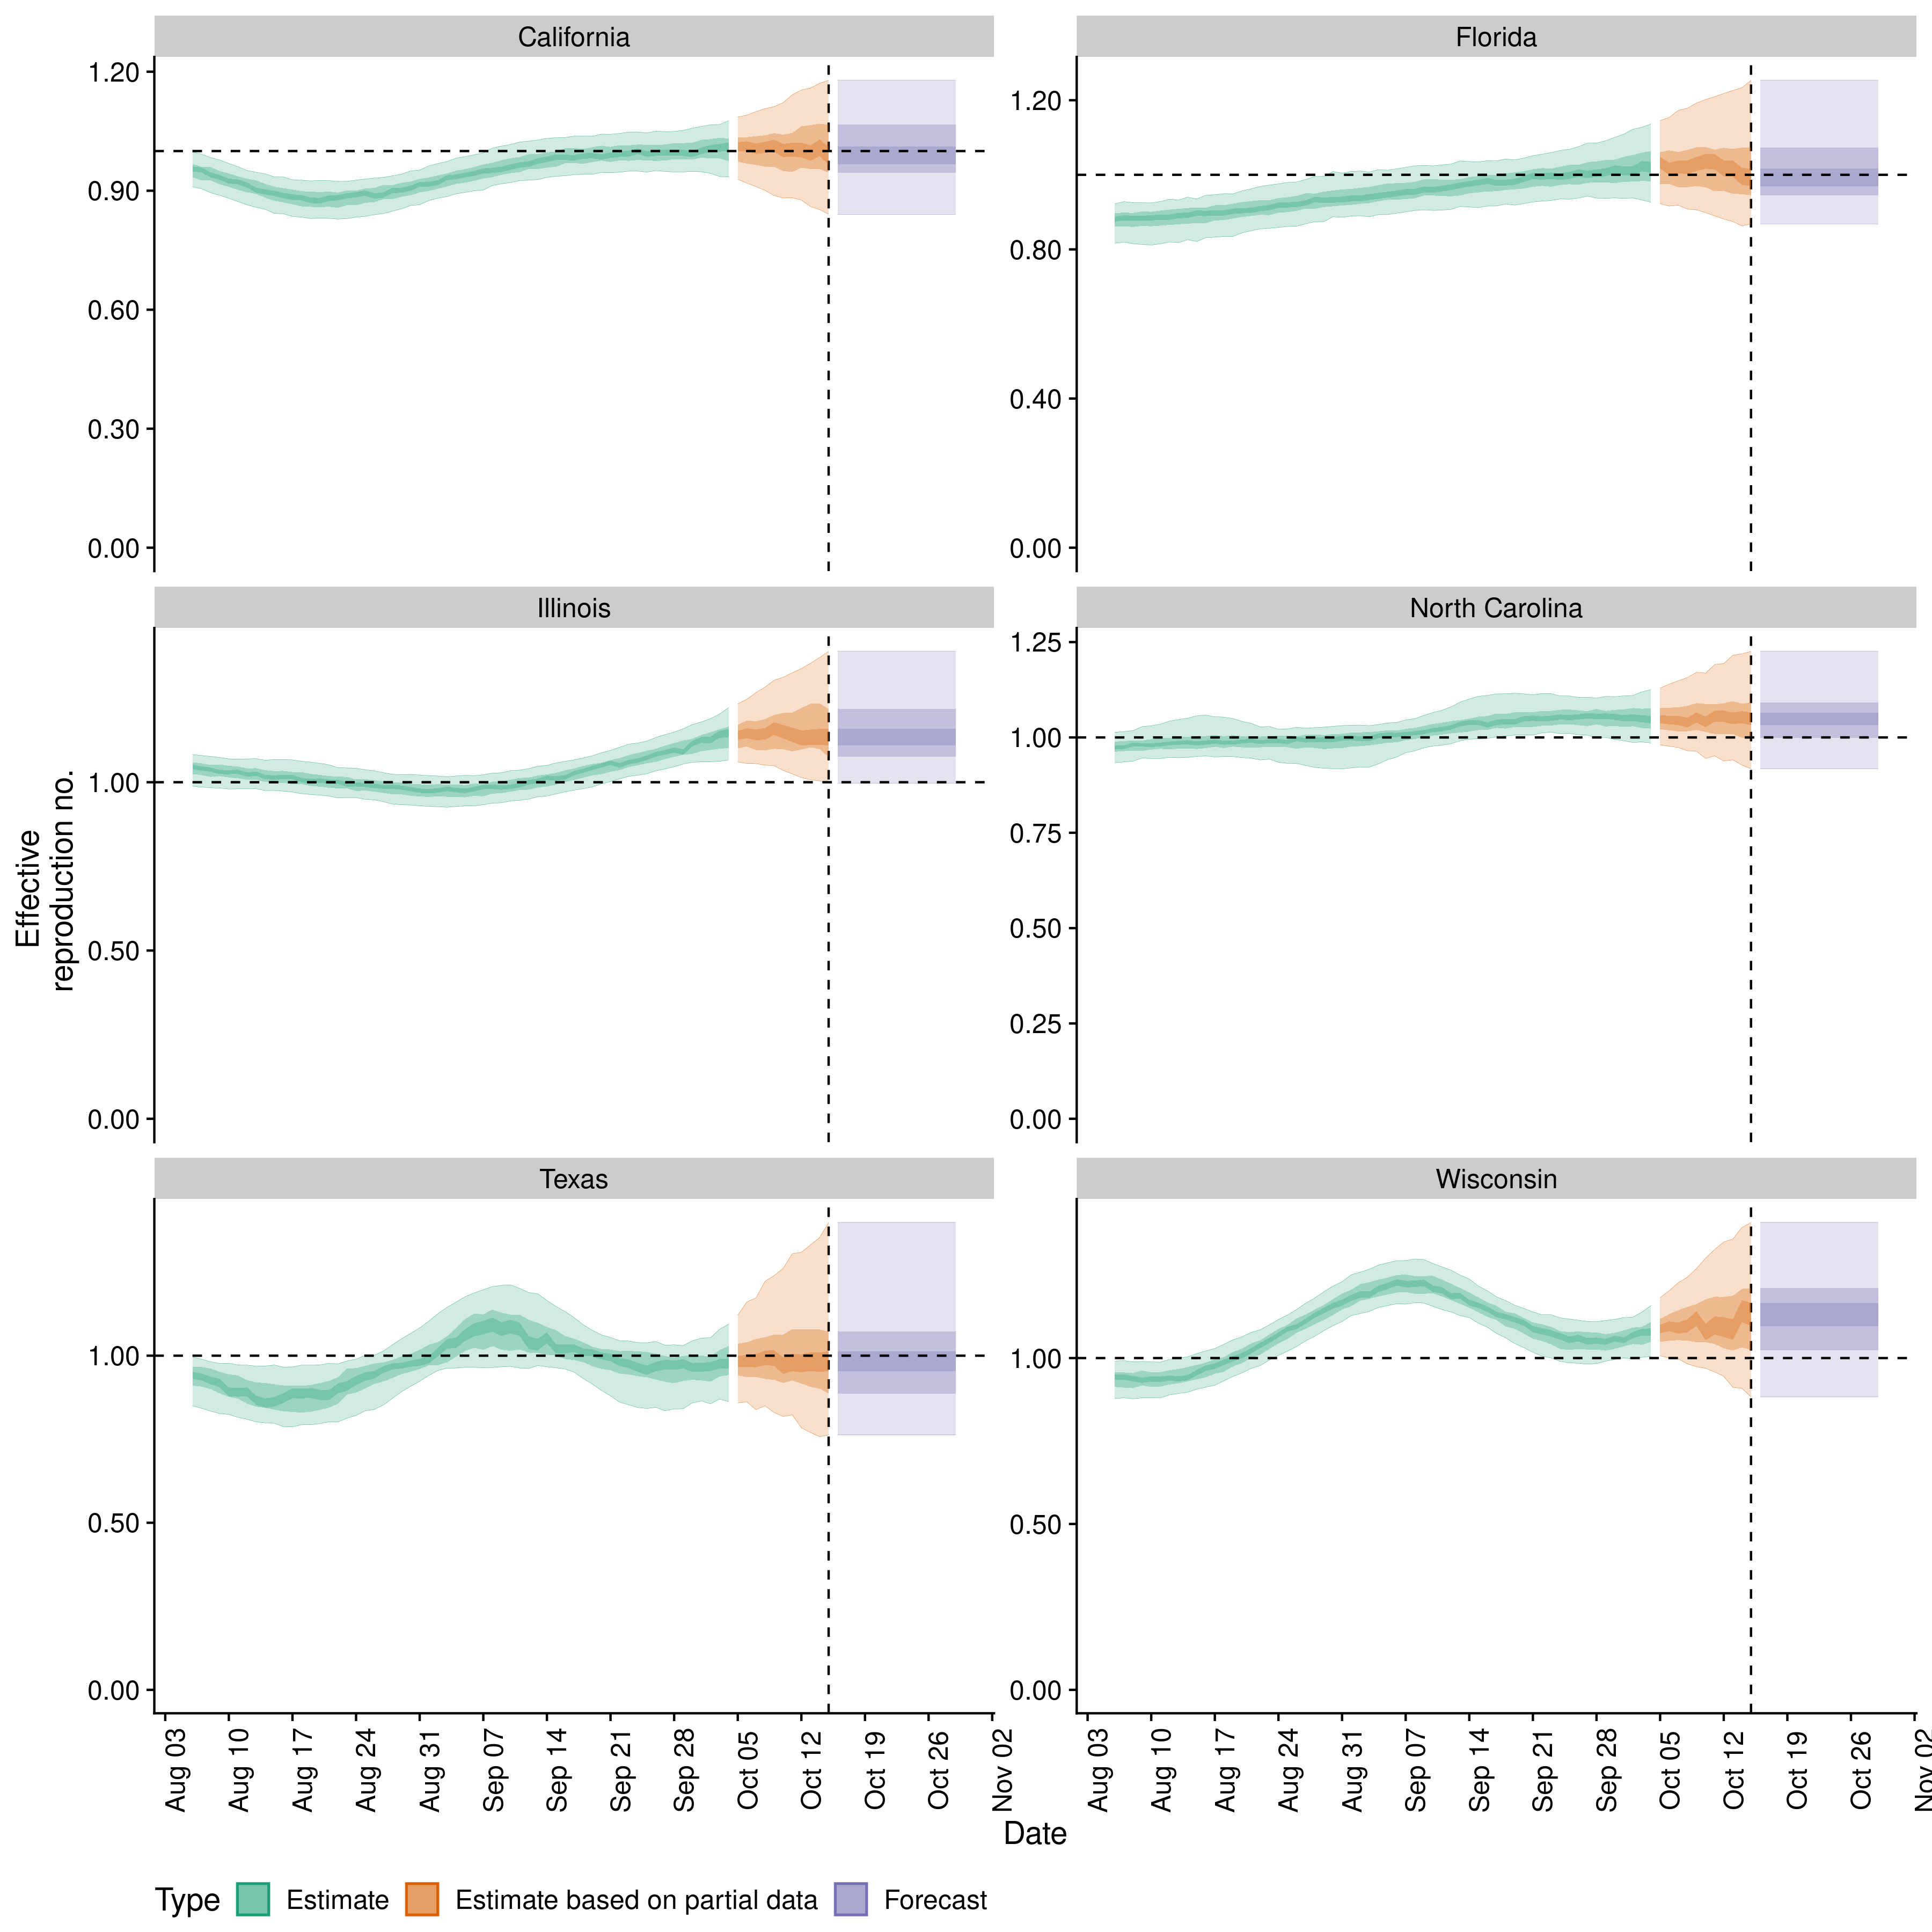 California
Florida
1.20
0.90
0.60
0.30
0.00
1.20
0.80
0.40
0.00
Illinois
North Carolina
1.00
0.50
0.00
1.25
1.00
0.75
0.50
0.25
0.00
Effective
reproduction no.
Texas
Wisconsin
1.00
0.50
0.00
1.00
0.50
0.00
Aug 03
Aug 10
Aug 17
Aug 24
Aug 31
Sep 07
Sep 14
Sep 21
Sep 28
Oct 05
Oct 12
Oct 19
Oct 26
Nov 02
Aug 03
Aug 10
Aug 17
Aug 24
Aug 31
Sep 07
Sep 14
Sep 21
Sep 28
Oct 05
Oct 12
Oct 19
Oct 26
Nov 02
Date
Type Estimate Estimate based on partial data Forecast